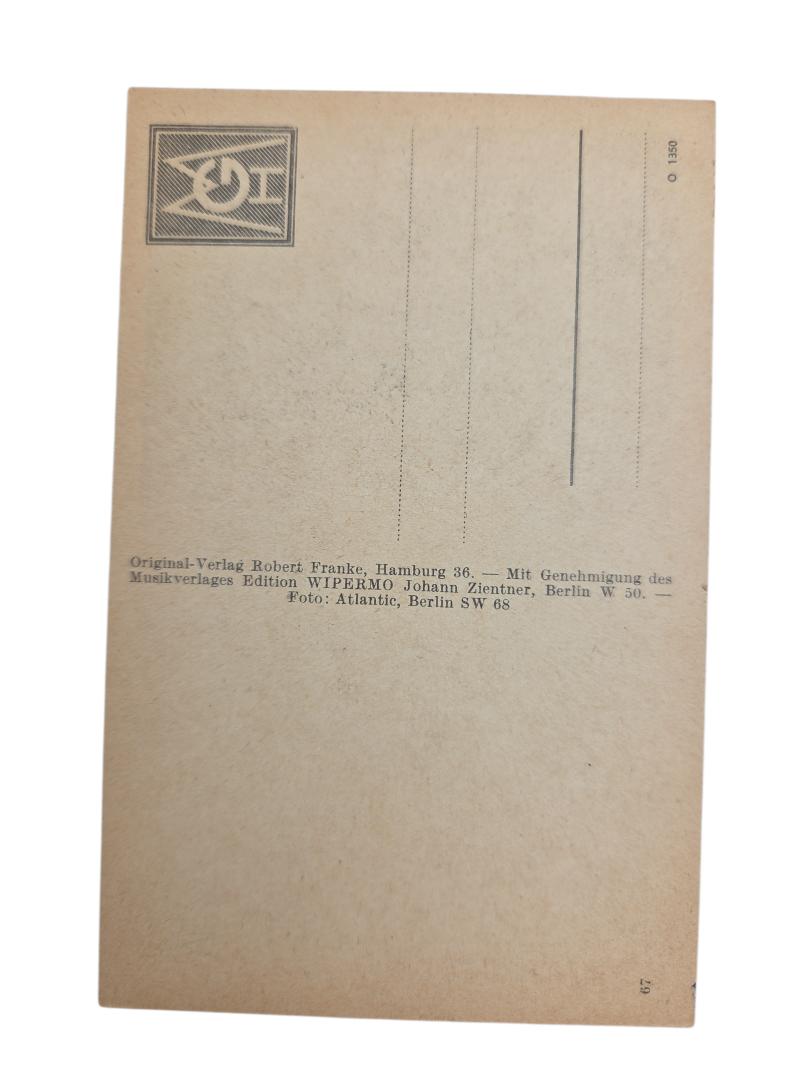 O 1350
Original-Verlag Robert Franke, Hamburg 36. — Mit Genehmigung des
Musikverlages Edition WIPERMO Johann Zientner, Berlin W 50. —
Foto: Atlantic, Berlin SW 68
67